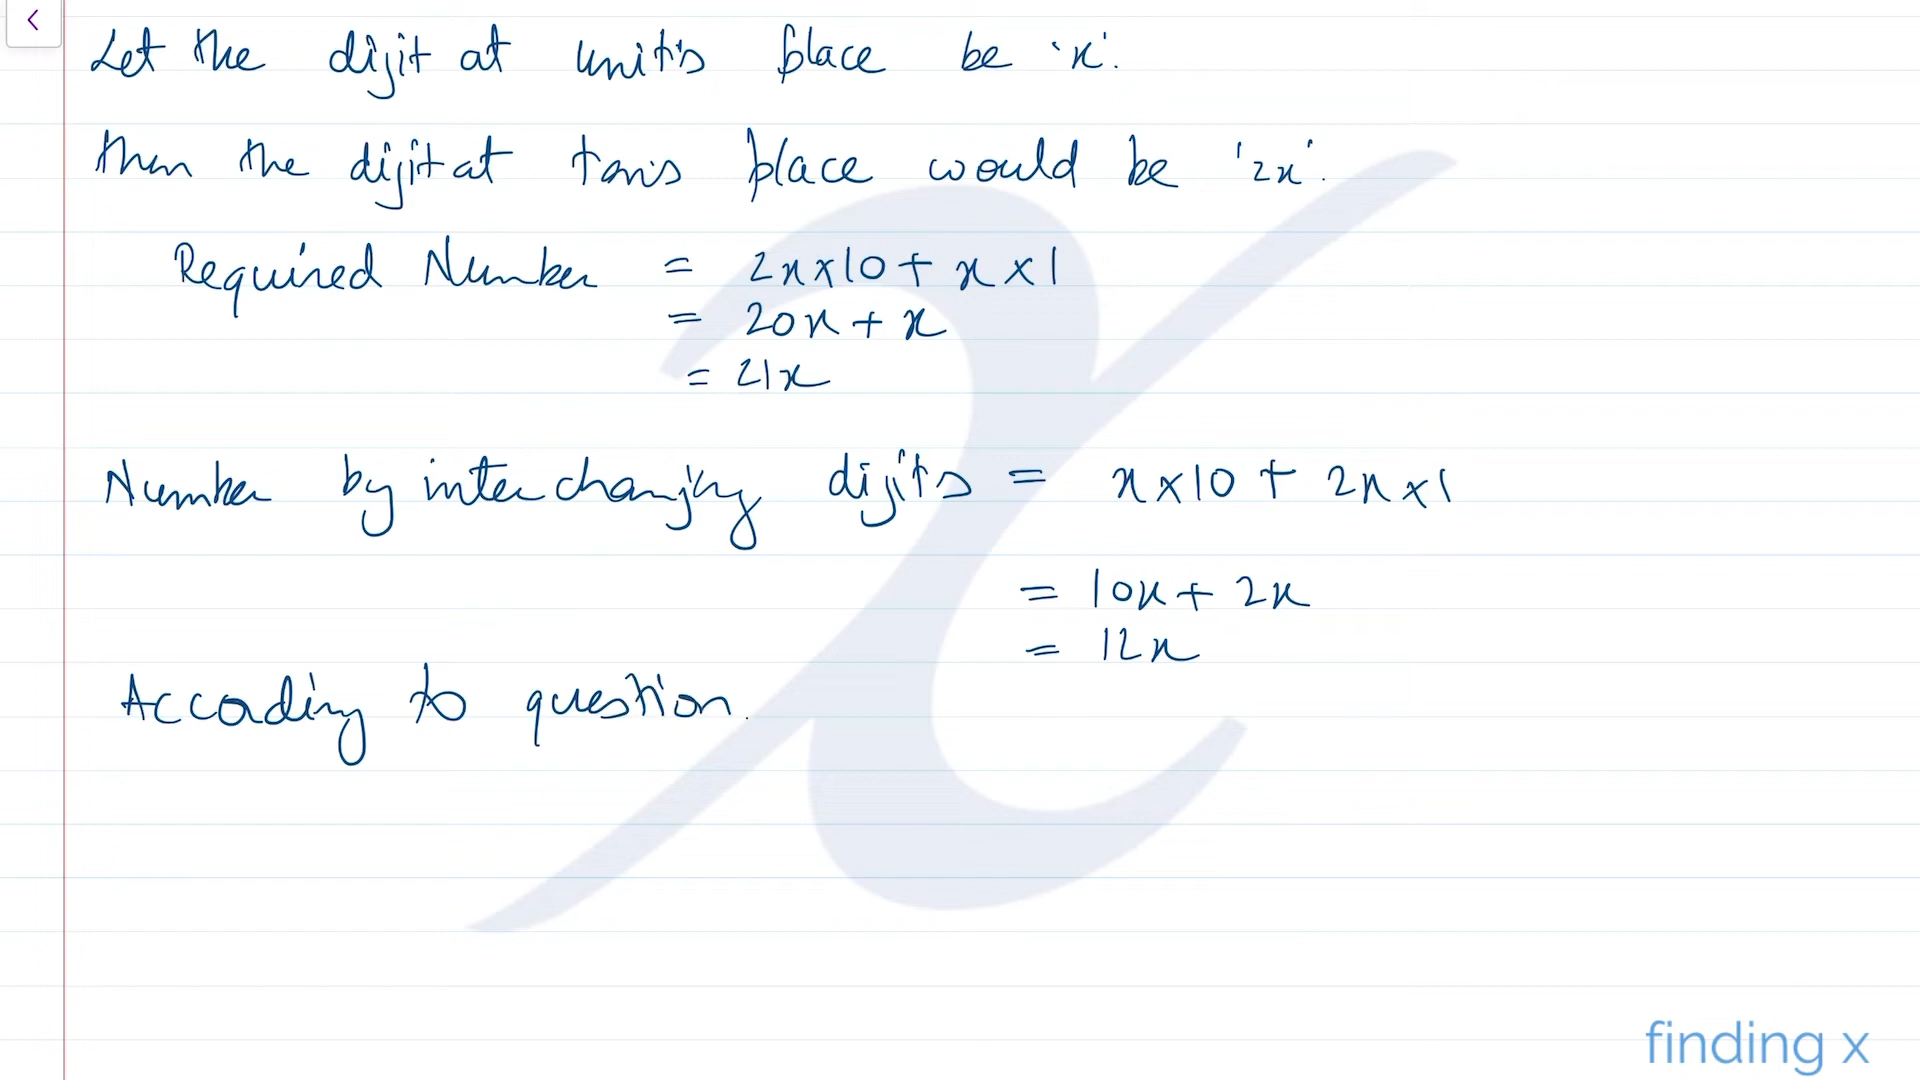 Let the digit at unit's place be 'x'.
then the digit at ten's place would be '2x'.
Required Number = 2x×10 + x×1
= 20x + x
= 21x
Number by interchanging digits = x×10 + 2x×1
= 10x + 2x
= 12x
According to question.
finding x